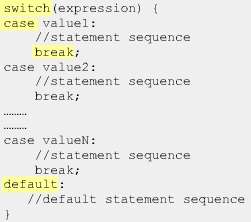 switch(expression) {
case value1:
    //statement sequence
    break;
case value2:
    //statement sequence
    break;
………
………
case valueN:
    //statement sequence
    break;
default:
   //default statement sequence
}